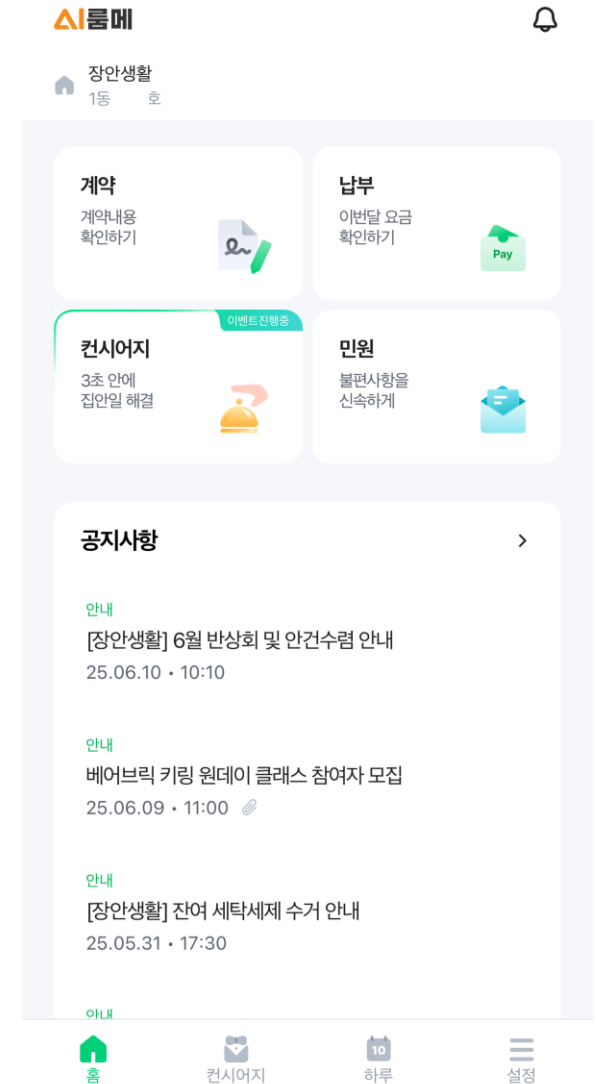 AI룸메
장안생활
1동 호
계약
계약내용
확인하기
납부
이번달 요금
확인하기
Pay
이벤트진행중
컨시어지
3초 안에
집안일 해결
민원
불편사항을
신속하게
공지사항
안내
[장안생활] 6월 반상회 및 안건수렴 안내
25.06.10 • 10:10
안내
베어브릭 키링 원데이 클래스 참여자 모집
25.06.09 • 11:00
안내
[장안생활] 잔여 세탁세제 수거 안내
25.05.31 • 17:30
안내
홈
컨시어지
10
하루
설정